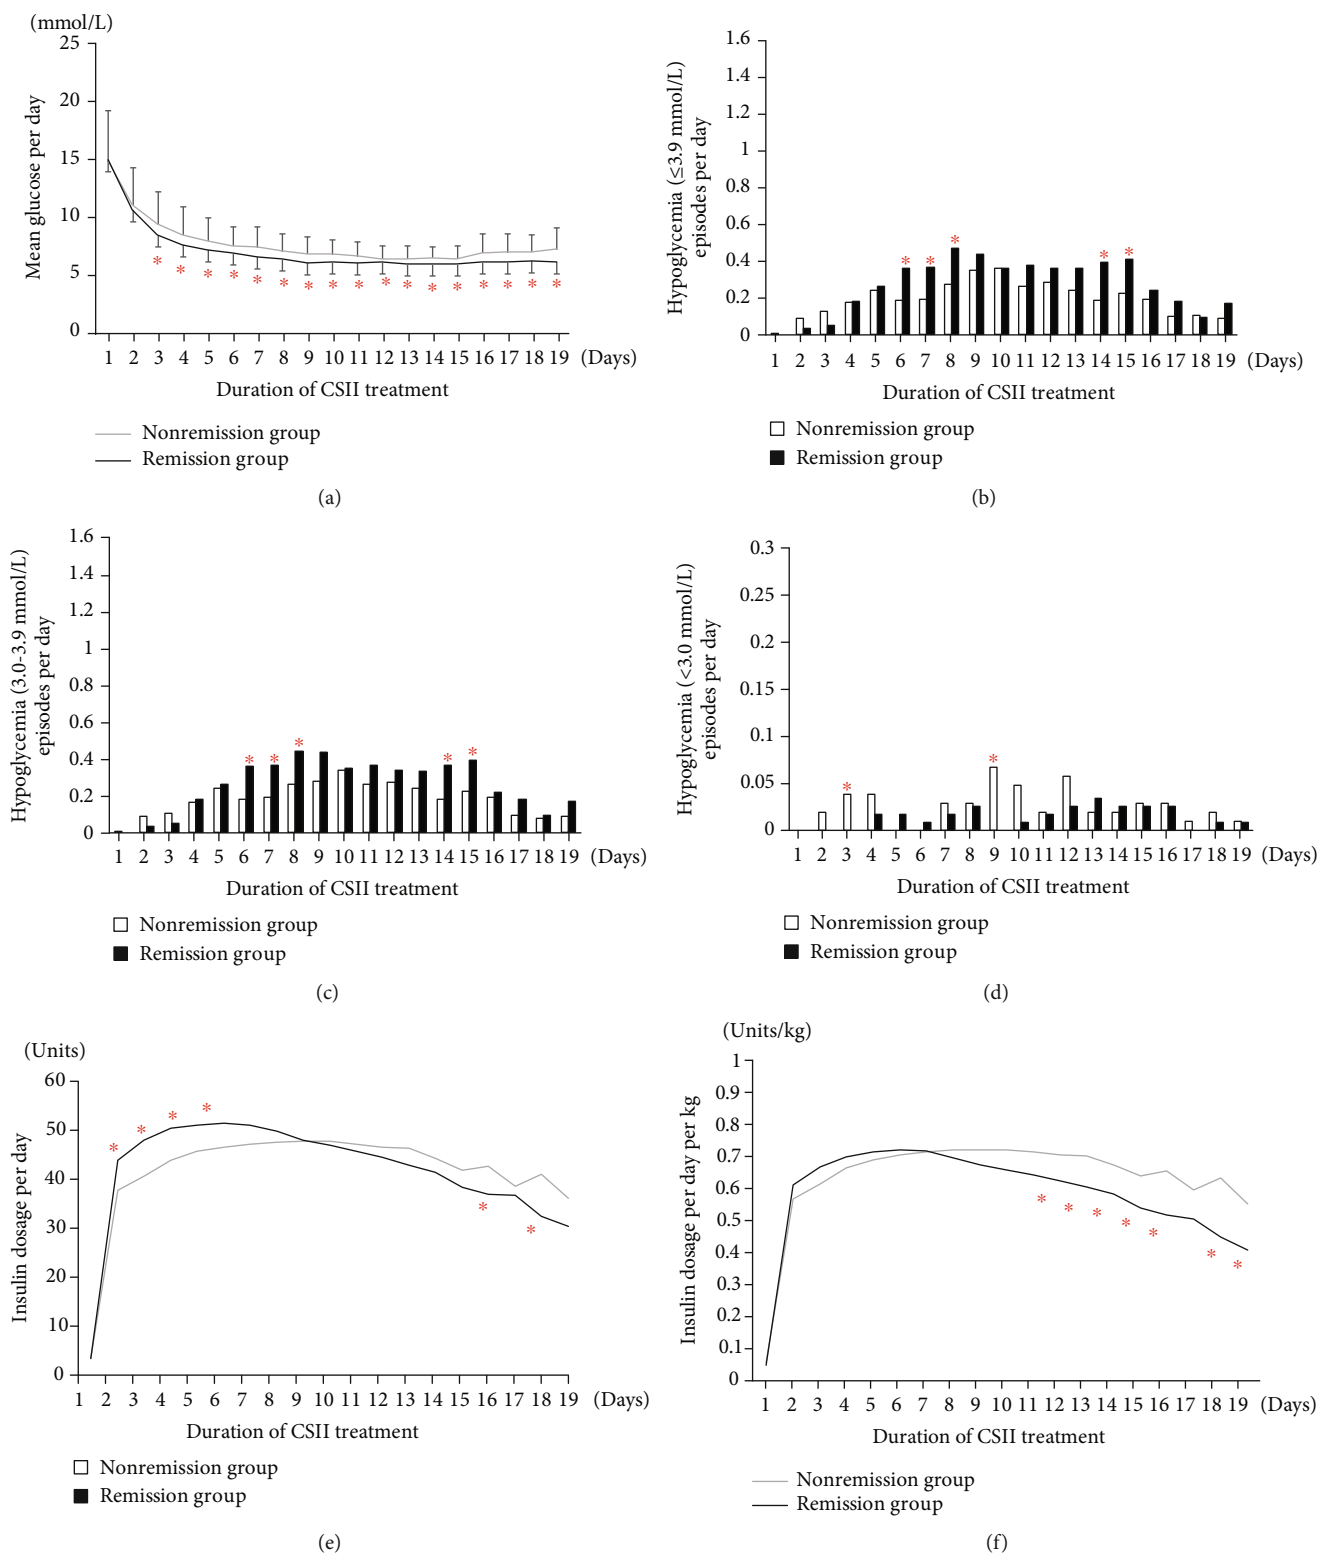 (mmol/L)
25
20
15
10
5
0
Mean glucose per day
* * * * * * * * * * * * * * * * *
1 2 3 4 5 6 7 8 9 10 11 12 13 14 15 16 17 18 19 (Days)
Duration of CSII treatment
Nonremission group
Remission group
(a)
1.6
1.4
1.2
1
0.8
0.6
0.4
0.2
0
Hypoglycemia (≤3.9 mmol/L)
episodes per day
* * * * *
1 2 3 4 5 6 7 8 9 10 11 12 13 14 15 16 17 18 19 (Days)
Duration of CSII treatment
Nonremission group
Remission group
(b)
1.6
1.4
1.2
1
0.8
0.6
0.4
0.2
0
Hypoglycemia (3.0-3.9 mmol/L)
episodes per day
* * * * *
1 2 3 4 5 6 7 8 9 10 11 12 13 14 15 16 17 18 19 (Days)
Duration of CSII treatment
Nonremission group
Remission group
(c)
0.3
0.25
0.2
0.15
0.1
0.05
0
Hypoglycemia (<3.0 mmol/L)
episodes per day
* *
1 2 3 4 5 6 7 8 9 10 11 12 13 14 15 16 17 18 19 (Days)
Duration of CSII treatment
Nonremission group
Remission group
(d)
(Units)
60
50
40
30
20
10
0
Insulin dosage per day
* * * * * *
1 2 3 4 5 6 7 8 9 10 11 12 13 14 15 16 17 18 19 (Days)
Duration of CSII treatment
Nonremission group
Remission group
(e)
(Units/kg)
1
0.9
0.8
0.7
0.6
0.5
0.4
0.3
0.2
0.1
0
Insulin dosage per day per kg
* * * * * * *
1 2 3 4 5 6 7 8 9 10 11 12 13 14 15 16 17 18 19 (Days)
Duration of CSII treatment
Nonremission group
Remission group
(f)